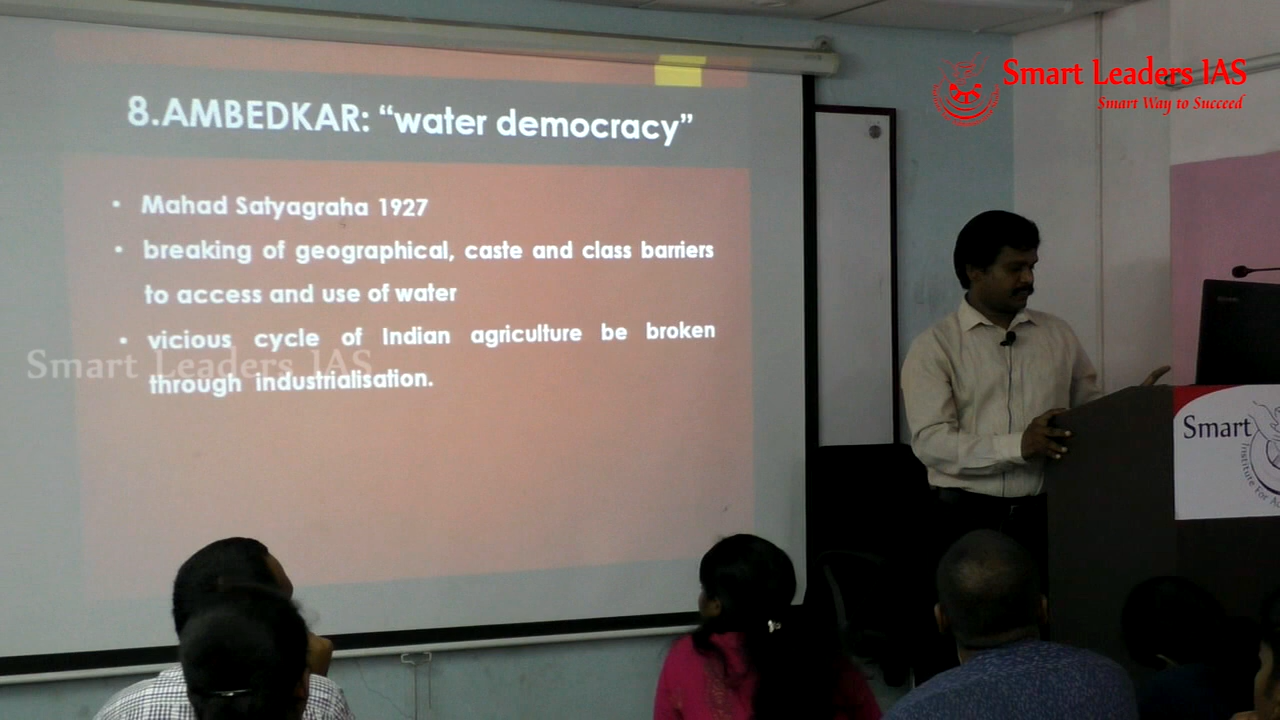 8.AMBEDKAR: “water democracy”
• Mahad Satyagraha 1927
• breaking of geographical, caste and class barriers
to access and use of water
• vicious cycle of Indian agriculture be broken
through industrialisation.
Smart Leaders IAS
Smart Leaders IAS
Smart Way to Succeed
Smart
Institute For